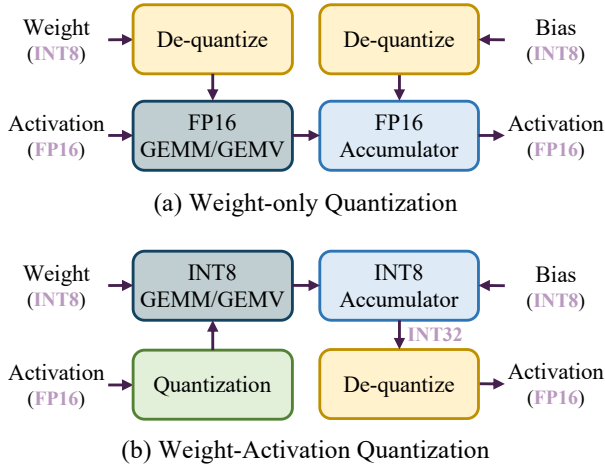 Weight
(INT8)
De-quantize
De-quantize
Bias
(INT8)
Activation
(FP16)
FP16
GEMM/GEMV
FP16
Accumulator
Activation
(FP16)
(a) Weight-only Quantization
Weight
(INT8)
INT8
GEMM/GEMV
INT8
Accumulator
Bias
(INT8)
INT32
Activation
(FP16)
Quantization
De-quantize
Activation
(FP16)
(b) Weight-Activation Quantization